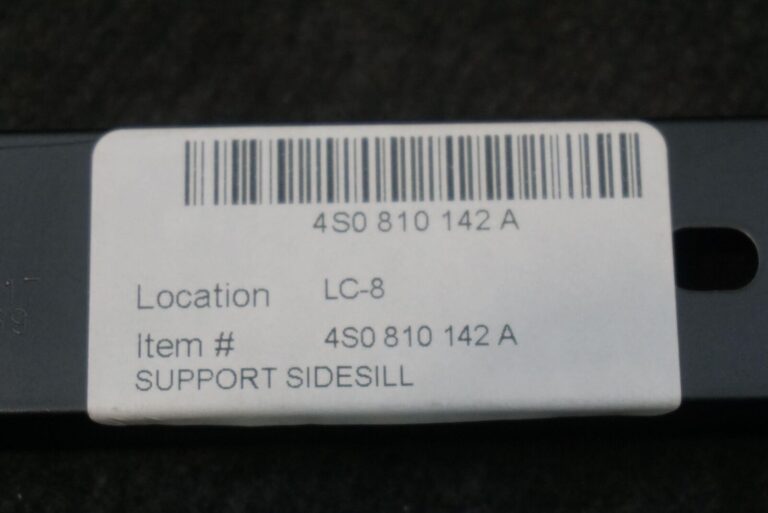 4S0 810 142 A
Location LC-8
Item # 4S0 810 142 A
SUPPORT SIDESILL